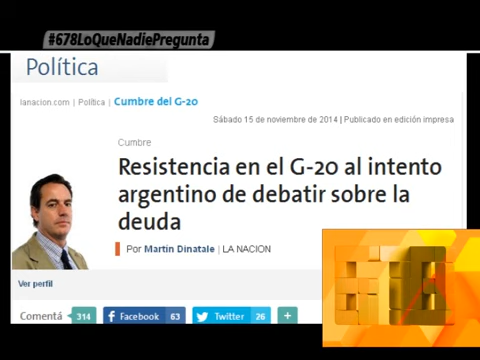 #678LoQueNadiePregunta
Política
lanacion.com | Política | Cumbre del G-20
Sábado 15 de noviembre de 2014 | Publicado en edición impresa
Cumbre
Resistencia en el G-20 al intento
argentino de debatir sobre la
deuda
Por Martín Dinatale | LA NACION
Ver perfil
Comentá 314 Facebook 63 Twitter 26 +
678